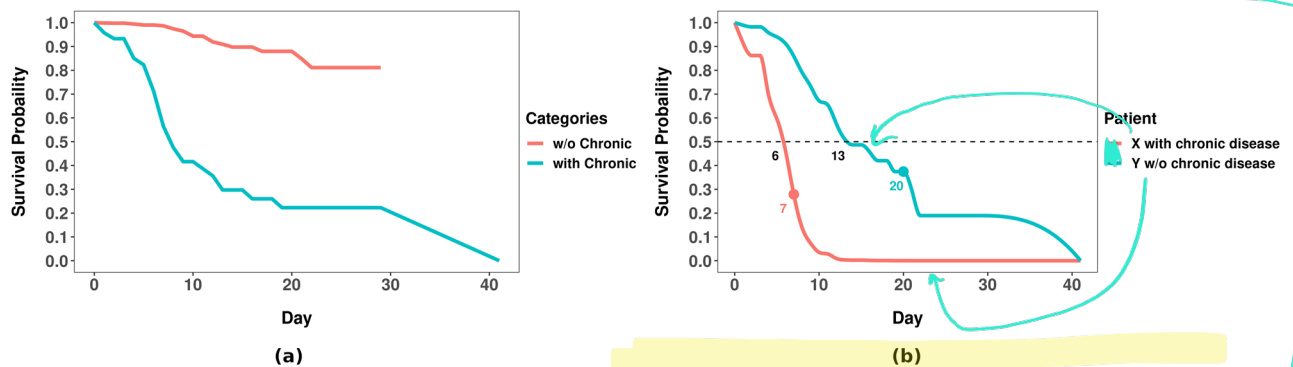 1.0
0.9
0.8
0.7
0.6
0.5
0.4
0.3
0.2
0.1
0.0
Survival Probaility
0 10 20 30 40
Day
(a)
Categories
w/o Chronic
with Chronic
1.0
0.9
0.8
0.7
0.6
0.5
0.4
0.3
0.2
0.1
0.0
Survival Probaility
6 13
20
7
0 10 20 30 40
Day
(b)
Patient
X with chronic disease
Y w/o chronic disease